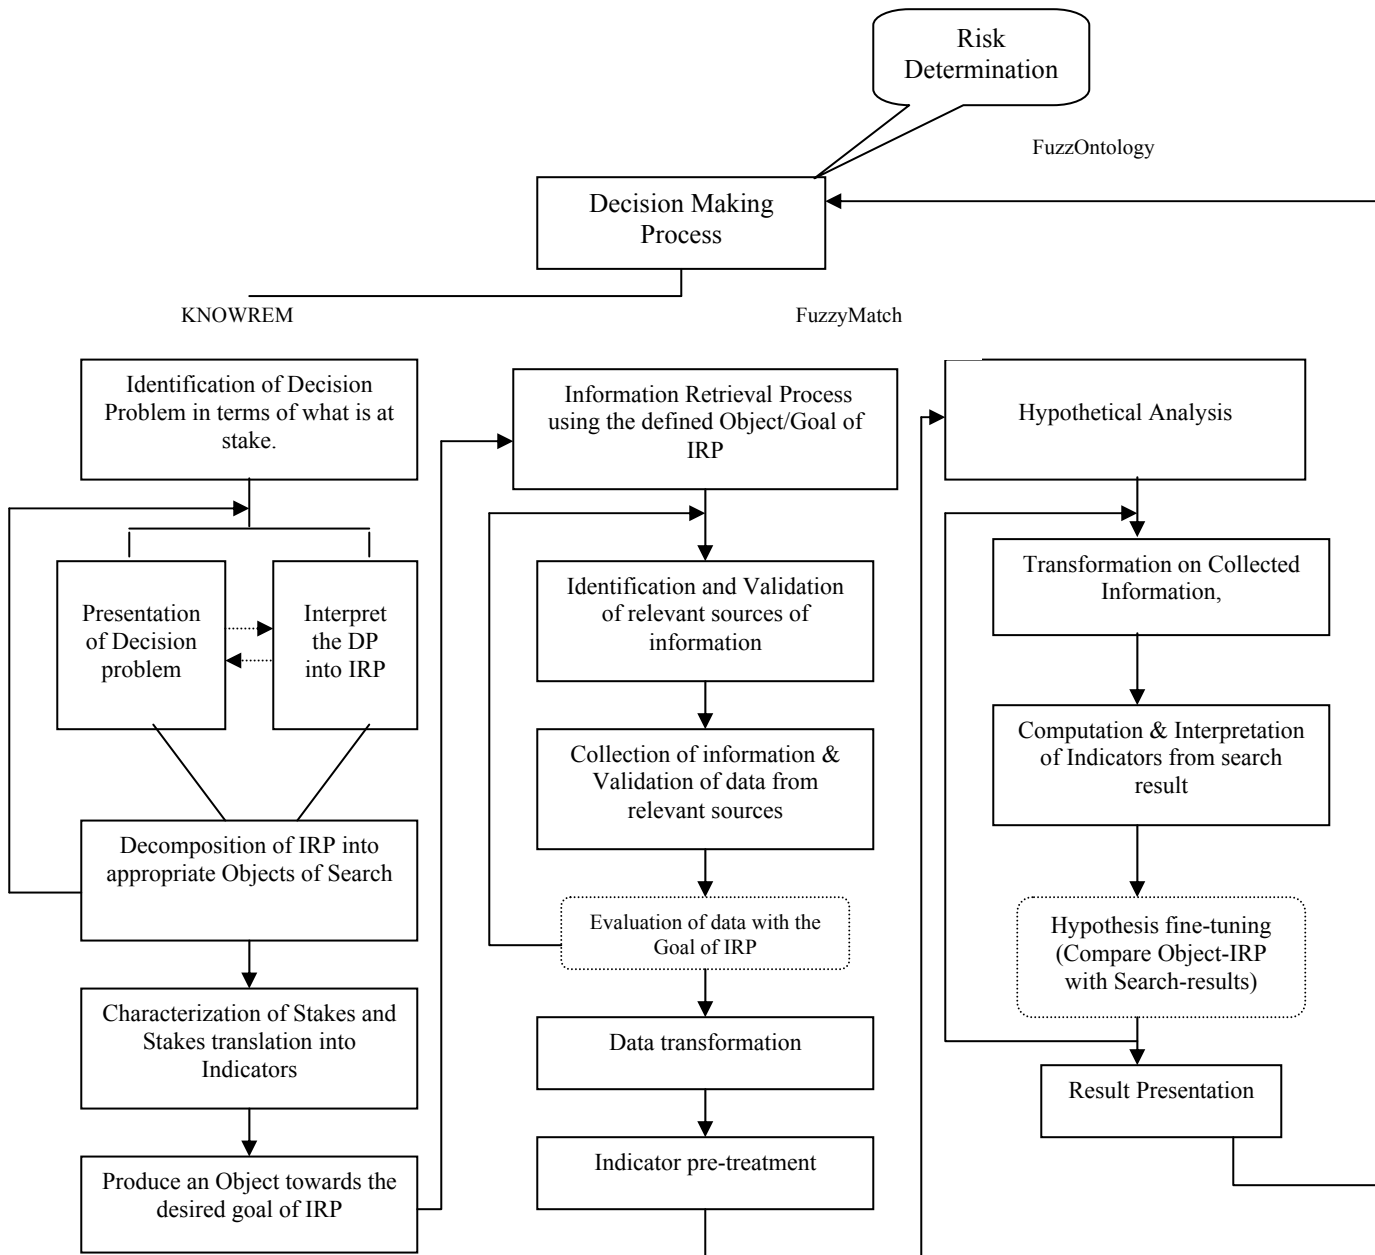 Risk
Determination
FuzzOntology
Decision Making
Process
KNOWREM
FuzzyMatch
Identification of Decision
Problem in terms of what is at
stake.
Presentation
of Decision
problem
Interpret
the DP
into IRP
Decomposition of IRP into
appropriate Objects of Search
Characterization of Stakes and
Stakes translation into
Indicators
Produce an Object towards the
desired goal of IRP
Information Retrieval Process
using the defined Object/Goal of
IRP
Identification and Validation
of relevant sources of
information
Collection of information &
Validation of data from
relevant sources
Evaluation of data with the
Goal of IRP
Data transformation
Indicator pre-treatment
Hypothetical Analysis
Transformation on Collected
Information,
Computation & Interpretation
of Indicators from search
result
Hypothesis fine-tuning
(Compare Object-IRP
with Search-results)
Result Presentation